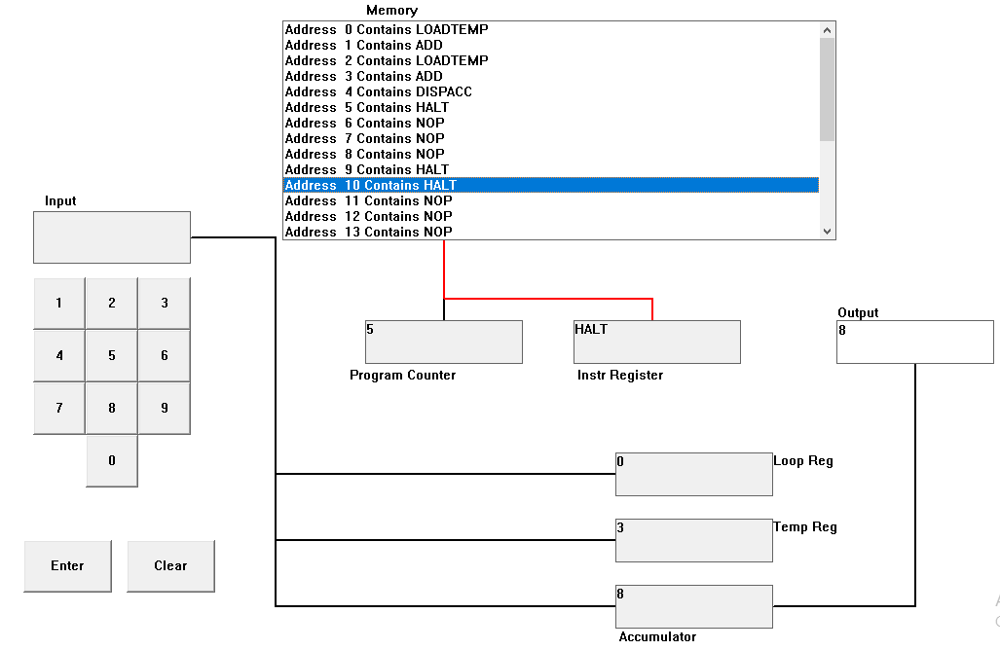 Memory
Address 0 Contains LOADTEMP
Address 1 Contains ADD
Address 2 Contains LOADTEMP
Address 3 Contains ADD
Address 4 Contains DISPACC
Address 5 Contains HALT
Address 6 Contains NOP
Address 7 Contains NOP
Address 8 Contains NOP
Address 9 Contains HALT
Address 10 Contains HALT
Address 11 Contains NOP
Address 12 Contains NOP
Address 13 Contains NOP
Input
1 2 3
4 5 6
7 8 9
0
Enter Clear
5
Program Counter
HALT
Instr Register
Output
8
0
Loop Reg
3
Temp Reg
8
Accumulator